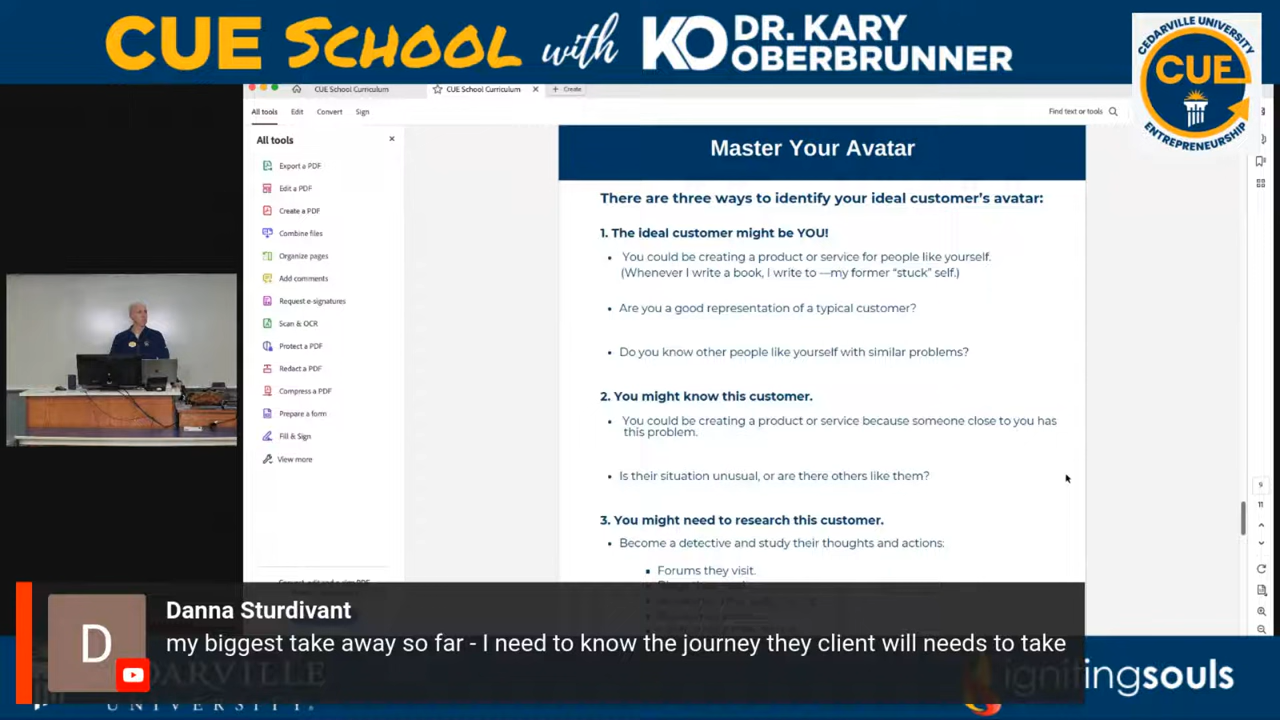 CUE SCHOOL with KO DR. KARY
OBERBRUNNER
CEDARVILLE UNIVERSITY
CUE
ENTREPRENEURSHIP
CUE School Curriculum
CUE School Curriculum
Create
All tools Edit Convert Sign
Find text or tools
All tools
Export a PDF
Edit a PDF
Create a PDF
Combine files
Organize pages
Add comments
Request e-signatures
Scan & OCR
Protect a PDF
Redact a PDF
Compress a PDF
Prepare a form
Fill & Sign
View more
Master Your Avatar
There are three ways to identify your ideal customer's avatar:
1. The ideal customer might be YOU!
• You could be creating a product or service for people like yourself.
(Whenever I write a book, I write to —my former "stuck" self.)
• Are you a good representation of a typical customer?
• Do you know other people like yourself with similar problems?
2. You might know this customer.
• You could be creating a product or service because someone close to you has
this problem.
• Is their situation unusual, or are there others like them?
3. You might need to research this customer.
• Become a detective and study their thoughts and actions:
▪ Forums they visit.
9
11
D
Danna Sturdivant
my biggest take away so far - I need to know the journey they client will needs to take
UNIVERSITY.
ignitingsouls